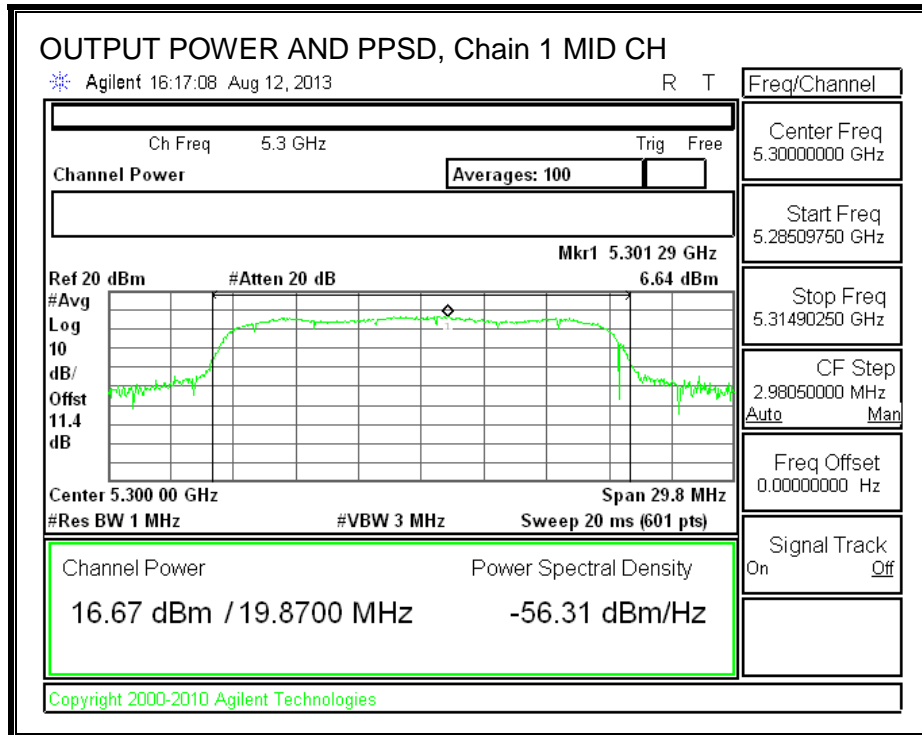 OUTPUT POWER AND PPSD, Chain 1 MID CH
Agilent 16:17:08 Aug 12, 2013 R T
Freq/Channel
Ch Freq 5.3 GHz Trig Free
Channel Power Averages: 100
Center Freq
5.30000000 GHz
Start Freq
5.28509750 GHz
Mkr1 5.301 29 GHz
Ref 20 dBm #Atten 20 dB 6.64 dBm
#Avg
Log
10
dB/
Offst
11.4
dB
1
Stop Freq
5.31490250 GHz
CF Step
2.98050000 MHz
Auto Man
Center 5.300 00 GHz Span 29.8 MHz
#Res BW 1 MHz #VBW 3 MHz Sweep 20 ms (601 pts)
Freq Offset
0.00000000 Hz
Signal Track
On Off
Channel Power Power Spectral Density
16.67 dBm / 19.8700 MHz -56.31 dBm/Hz
Copyright 2000-2010 Agilent Technologies